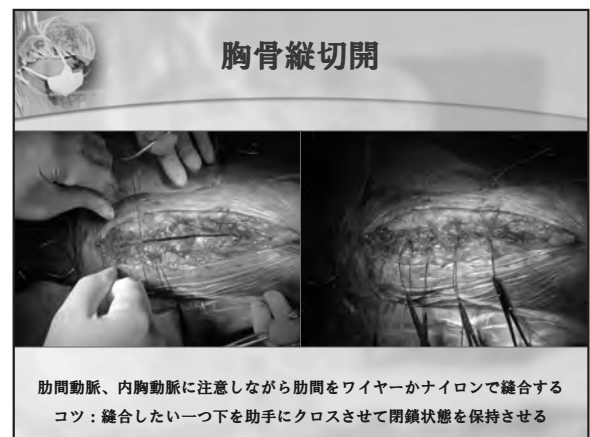 胸骨縦切開
肋間動脈、内胸動脈に注意しながら肋間をワイヤーかナイロンで縫合する
コツ：縫合したい一つ下を助手にクロスさせて閉鎖状態を保持させる